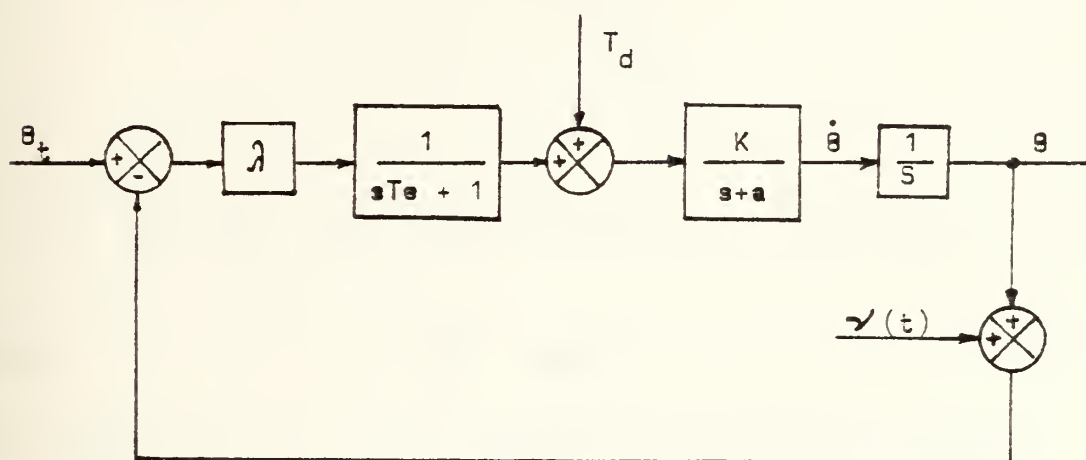 T_d
θ_t
+
-
λ
1
sTe + 1
+
+
K
s+a
θ̇
1
S
θ
+
ν(t)
+